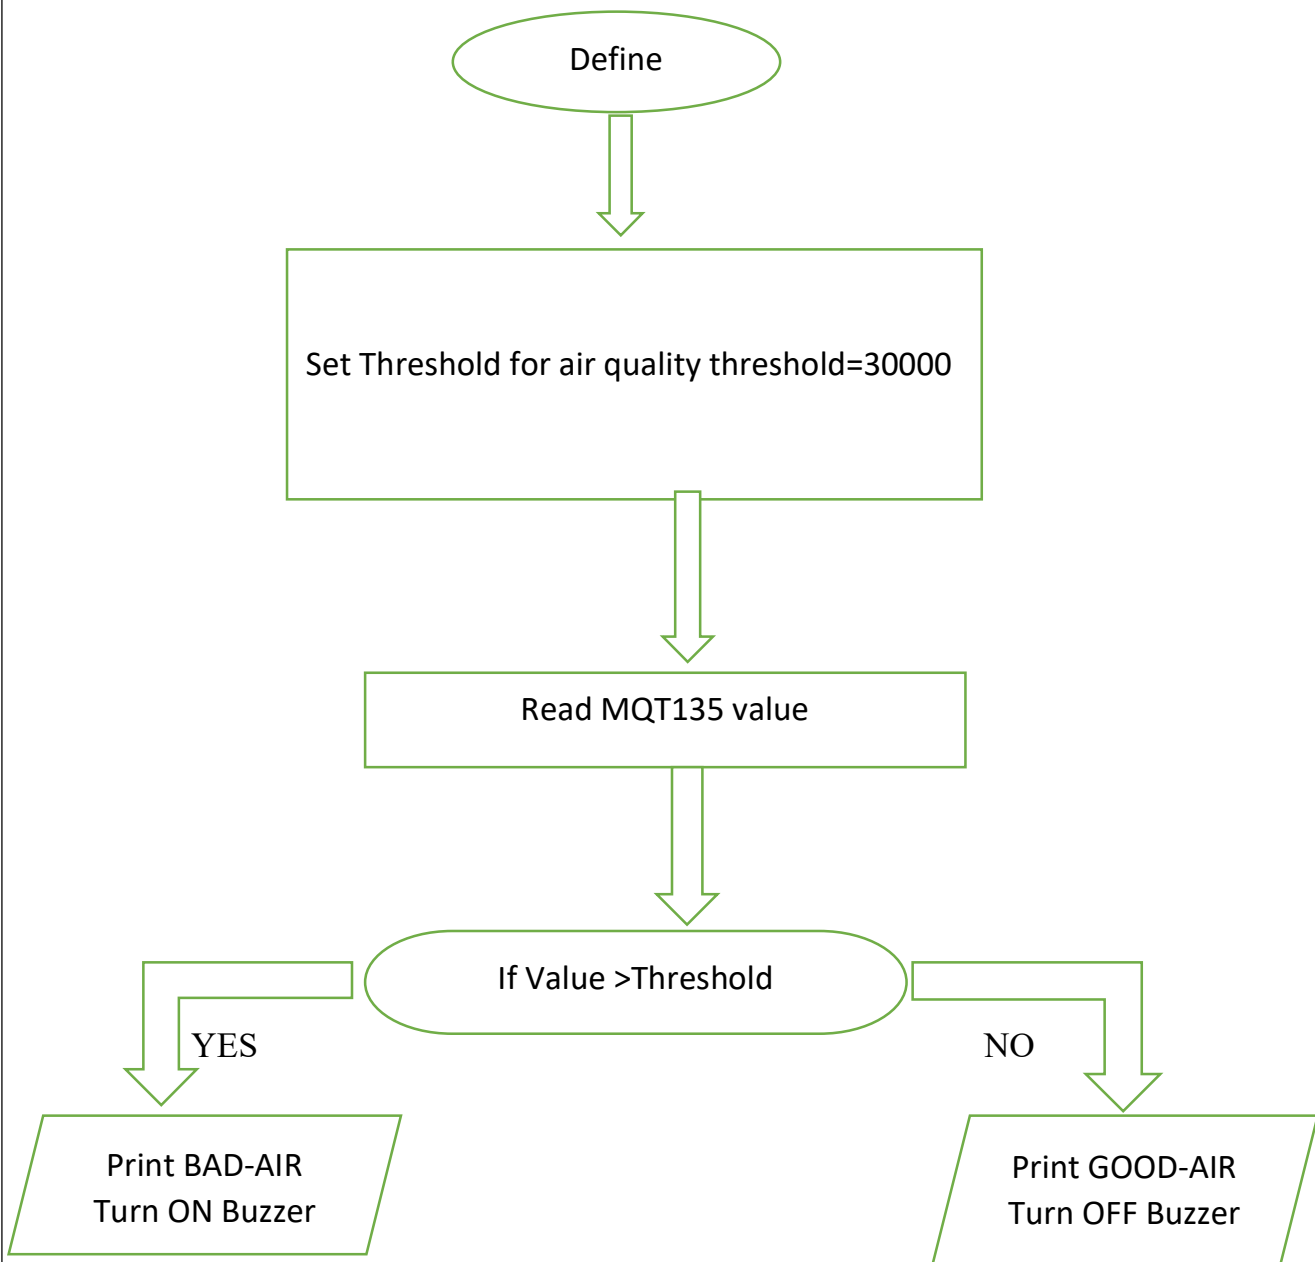 Define
Set Threshold for air quality threshold=30000
Read MQT135 value
If Value >Threshold
YES
NO
Print BAD-AIR
Turn ON Buzzer
Print GOOD-AIR
Turn OFF Buzzer